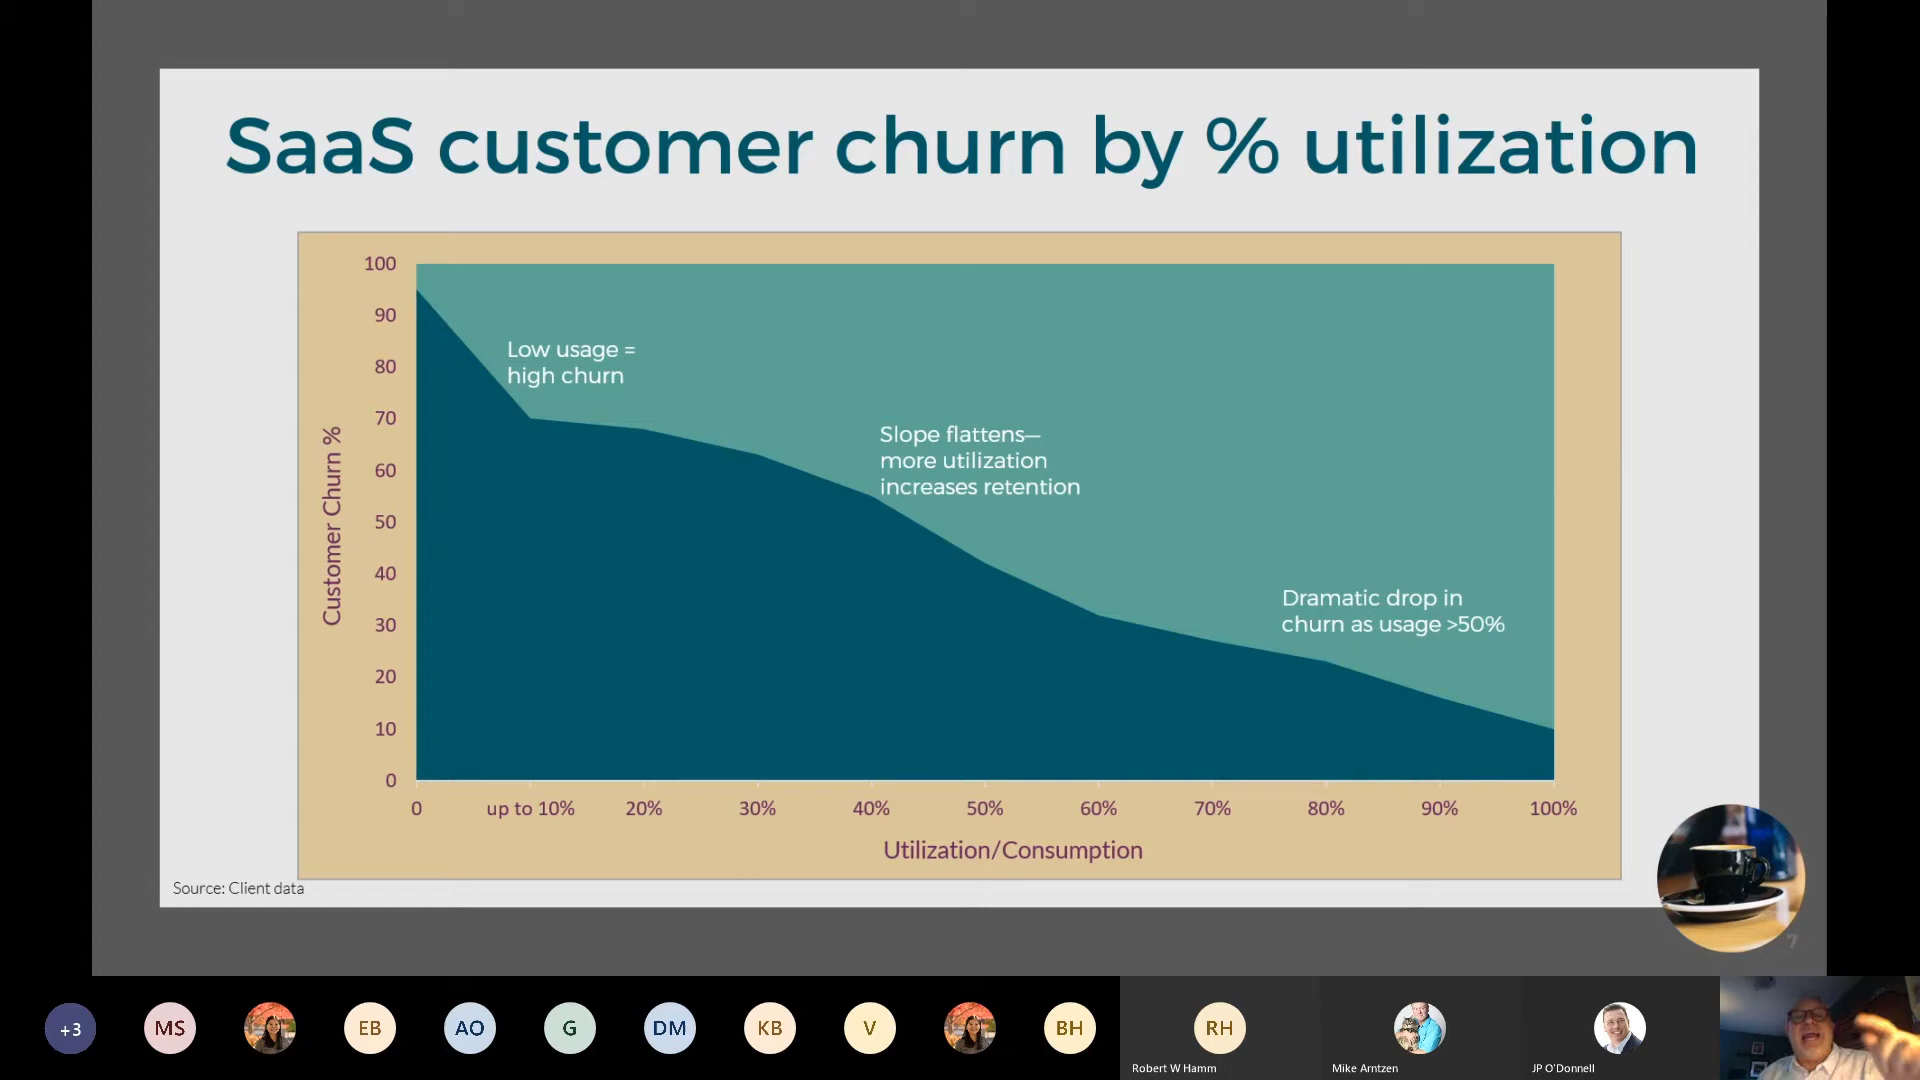 SaaS customer churn by % utilization
100
90
80
70
60
50
40
30
20
10
0
Customer Churn %
Low usage =
high churn
Slope flattens—
more utilization
increases retention
Dramatic drop in
churn as usage >50%
0 up to 10% 20% 30% 40% 50% 60% 70% 80% 90% 100%
Utilization/Consumption
Source: Client data
7
+3 MS EB AO G DM KB V BH RH
Robert W Hamm Mike Arntzen JP O'Donnell